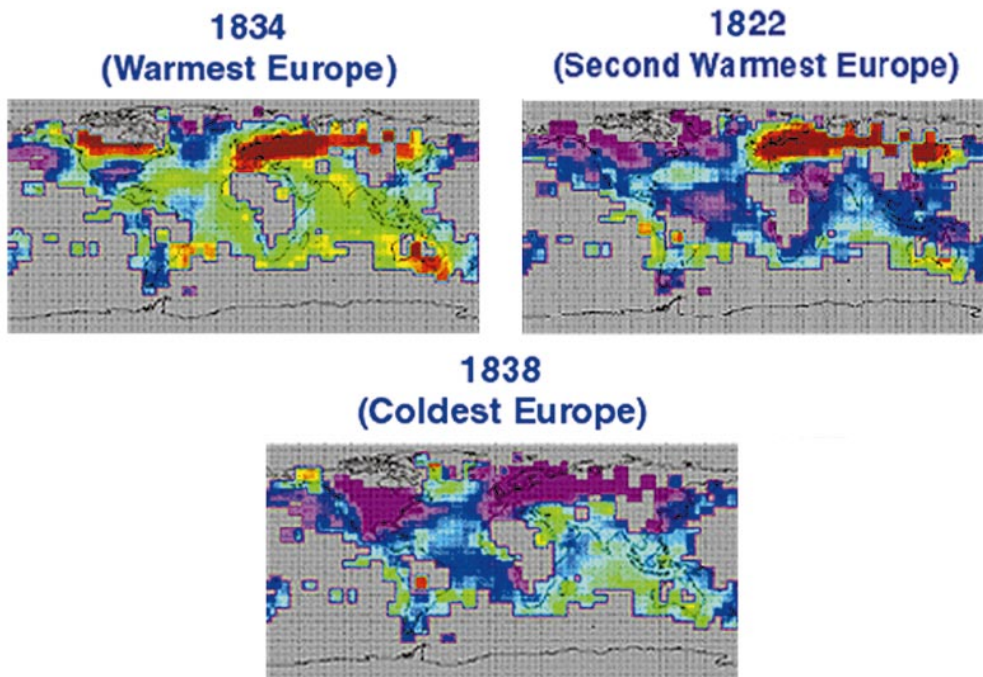 1834
(Warmest Europe)
1822
(Second Warmest Europe)
1838
(Coldest Europe)